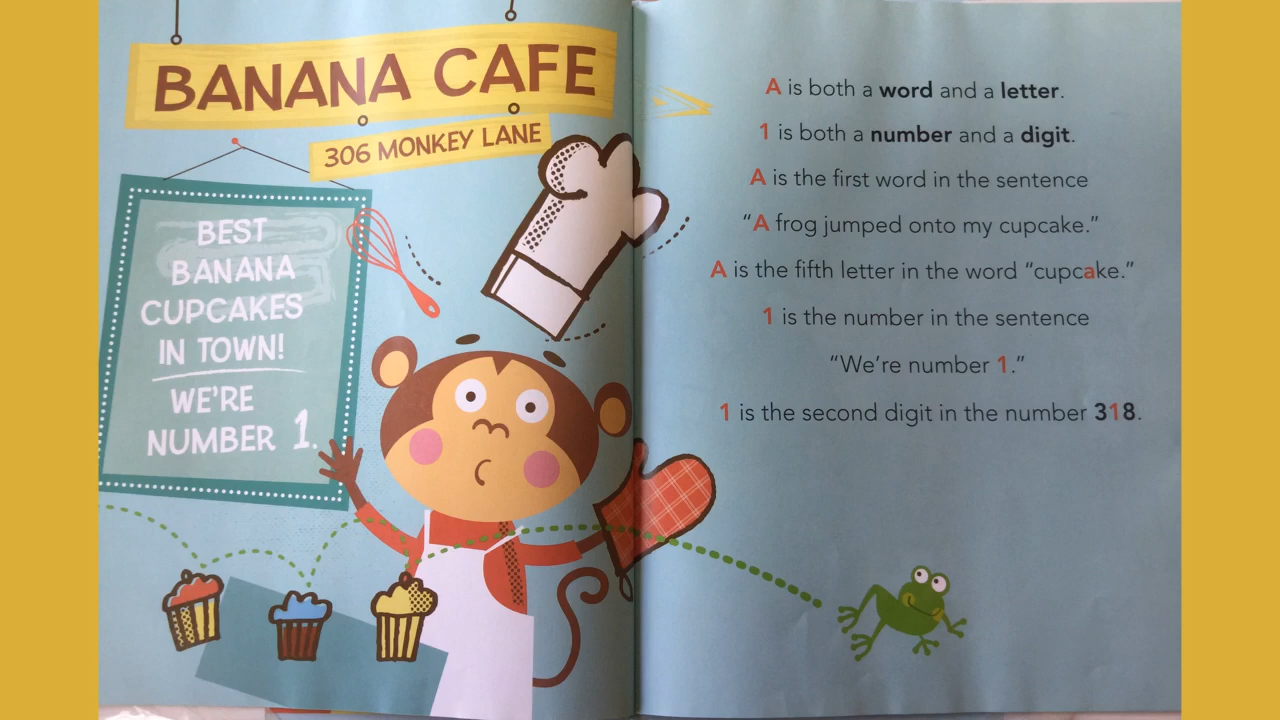 BANANA CAFE
306 MONKEY LANE
BEST
BANANA
CUPCAKES
IN TOWN!
WE'RE
NUMBER 1.
A is both a word and a letter.
1 is both a number and a digit.
A is the first word in the sentence
“A frog jumped onto my cupcake.”
A is the fifth letter in the word “cupcake.”
1 is the number in the sentence
“We’re number 1.”
1 is the second digit in the number 318.